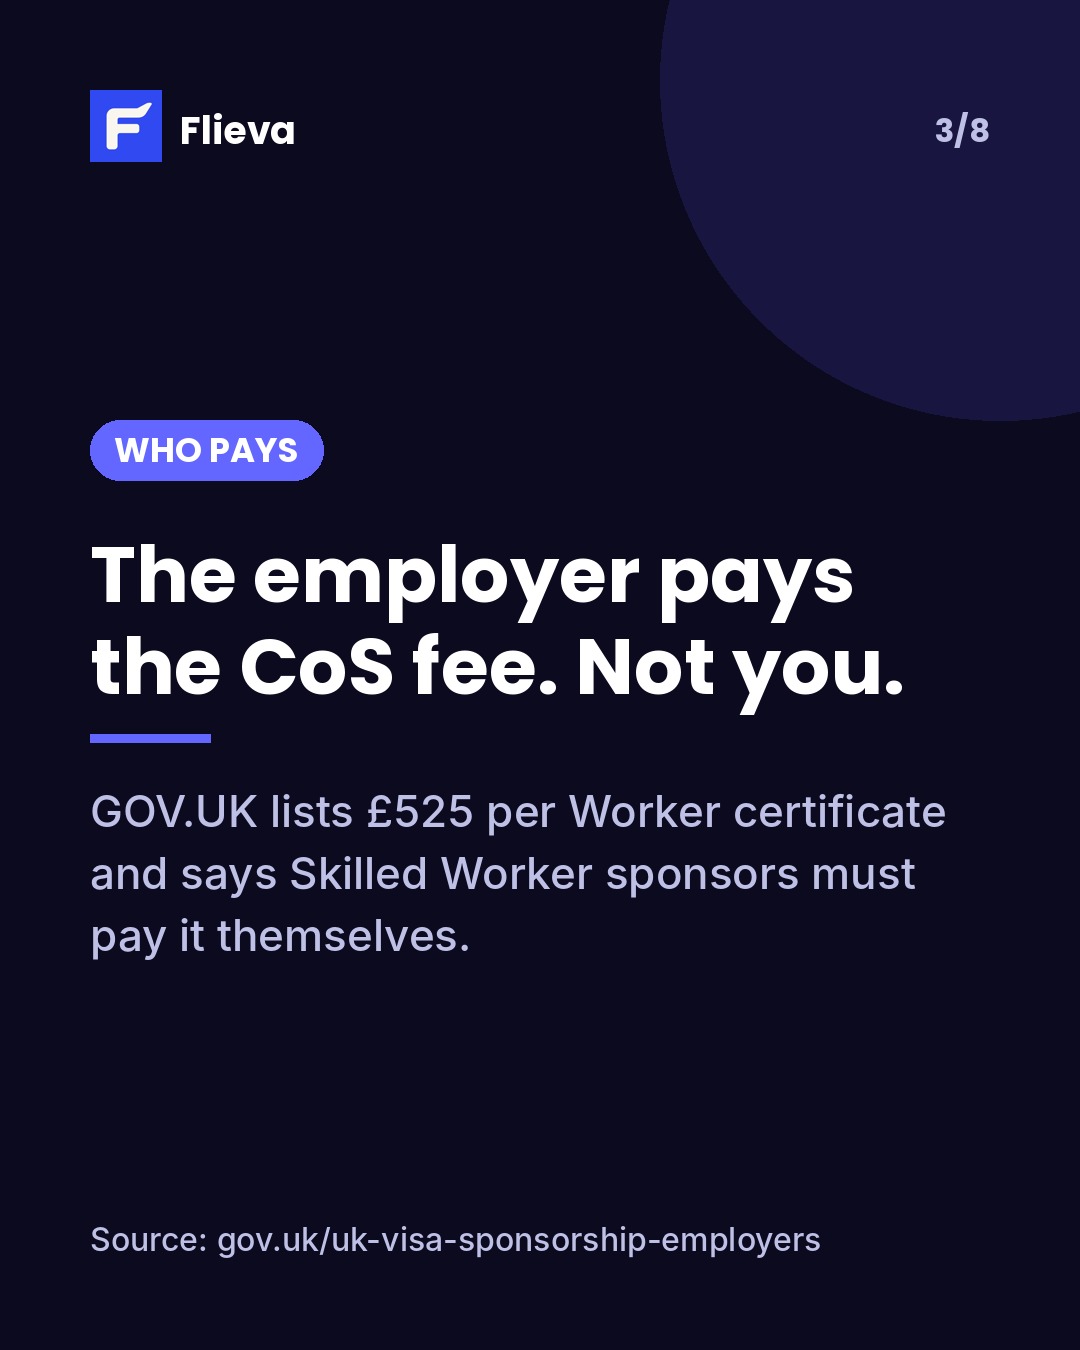 Flieva
3/8
WHO PAYS
The employer pays
the CoS fee. Not you.
GOV.UK lists £525 per Worker certificate
and says Skilled Worker sponsors must
pay it themselves.
Source: gov.uk/uk-visa-sponsorship-employers